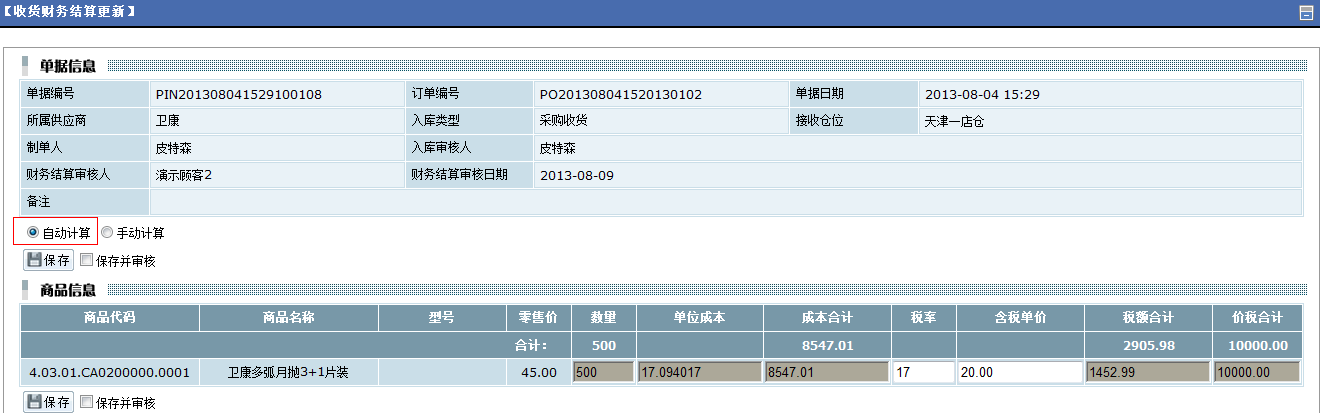 【收货财务结算更新】
单据信息
单据编号 PIN201308041529100108 订单编号 PO201308041520130102 单据日期 2013-08-04 15:29
所属供应商 卫康 入库类型 采购收货 接收仓位 天津一店仓
制单人 皮特森 入库审核人 皮特森
财务结算审核人 演示顾客2 财务结算审核日期 2013-08-09
备注
自动计算 手动计算
保存 保存并审核
商品信息
商品代码 商品名称 型号 零售价 数量 单位成本 成本合计 税率 含税单价 税额合计 价税合计
合计： 500 8547.01 2905.98 10000.00
4.03.01.CA0200000.0001 卫康多弧月抛3+1片装 45.00 500 17.094017 8547.01 17 20.00 1452.99 10000.00
保存 保存并审核